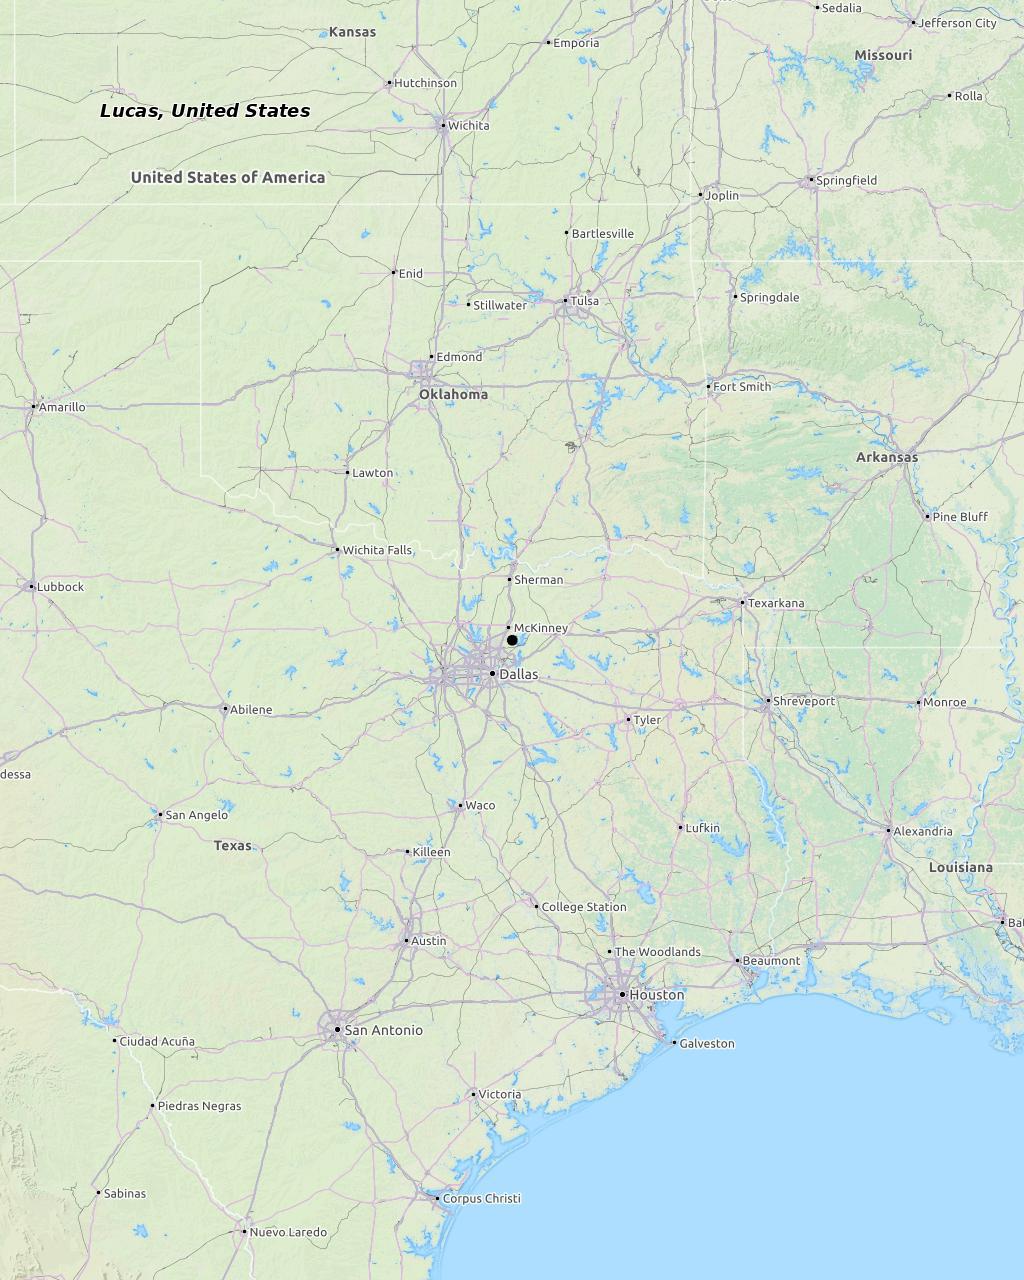 Sedalia
Jefferson City
Kansas
Emporia
Missouri
Hutchinson
Rolla
Lucas, United States
Wichita
United States of America
Springfield
Joplin
Bartlesville
Enid
Stillwater
Tulsa
Springdale
Edmond
Oklahoma
Fort Smith
Amarillo
Arkansas
Lawton
Pine Bluff
Wichita Falls
Sherman
Lubbock
Texarkana
McKinney
Dallas
Shreveport
Monroe
Abilene
Tyler
dessa
Waco
San Angelo
Lufkin
Alexandria
Texas
Killeen
Louisiana
College Station
Bat
Austin
The Woodlands
Beaumont
Houston
San Antonio
Ciudad Acuña
Galveston
Victoria
Piedras Negras
Sabinas
Corpus Christi
Nuevo Laredo